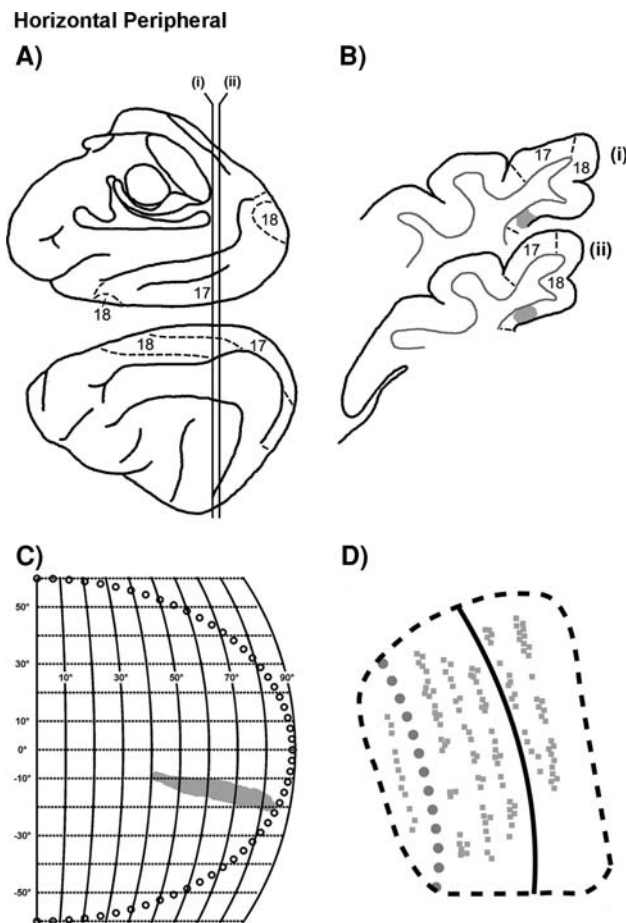 Horizontal Peripheral
A)
(i) (ii)
18
17
18
18
17
B)
17
(i)
18
17
(ii)
18
C)
50°
30°
10° 30° 50° 70° 90°
10°
0°
-10°
-30°
-50°
D)